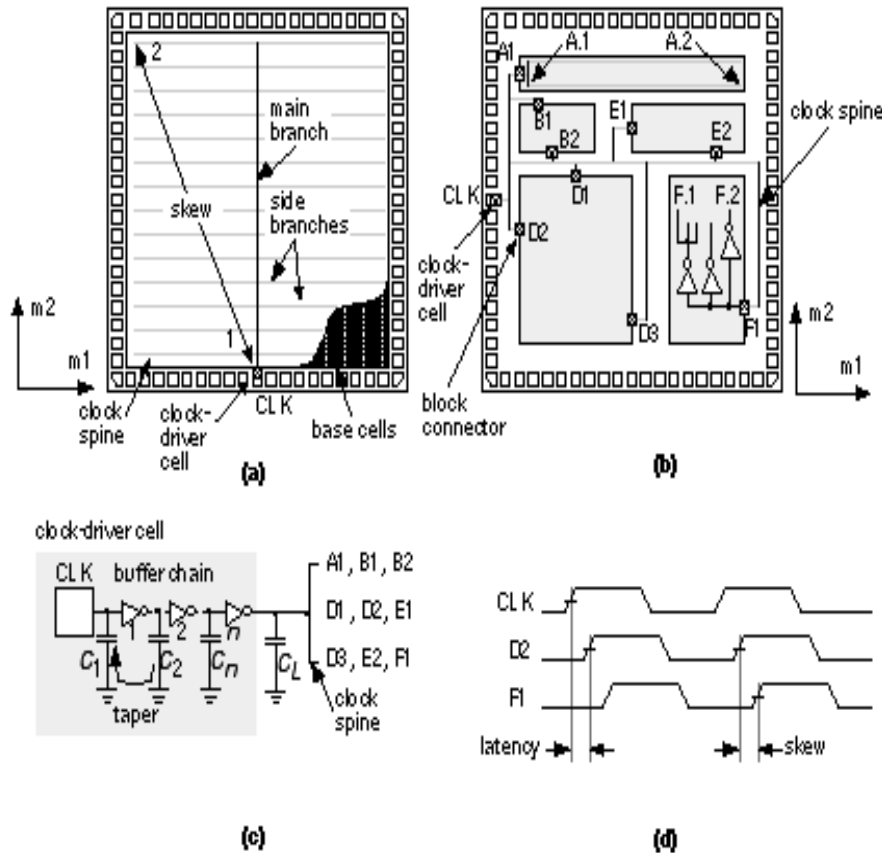 2
main
branch
side
branches
skew
1
m2
m1
clock
spine
clock-
driver
cell
CLK
base cells
(a)
A1
A.1
A.2
B1
E1
B2
E2
clock spine
CLK
D1
F.1
F.2
D2
clock-
driver
cell
D3
F1
m2
m1
block
connector
(b)
clock-driver cell
CLK
buffer chain
1
2
n
C1
C2
Cn
CL
taper
A1, B1, B2
D1, D2, E1
D3, E2, F1
clock
spine
(c)
CLK
D2
F1
latency
skew
(d)